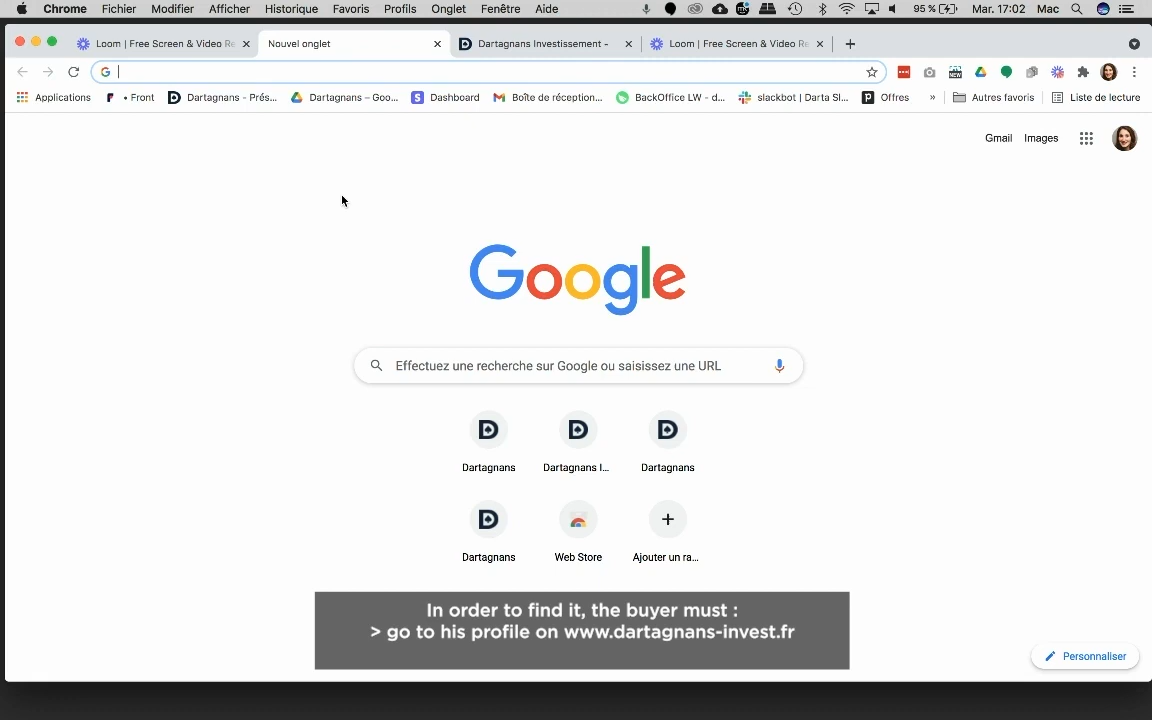 Chrome Fichier Modifier Afficher Historique Favoris Profils Onglet Fenêtre Aide 95 % Mar. 17:02 Mac
Loom | Free Screen & Video Re Nouvel onglet Dartagnans Investissement - Loom | Free Screen & Video Re
Applications • Front Dartagnans - Prés... Dartagnans – Goo... Dashboard Boîte de réception... BackOffice LW - d... slackbot | Darta Sl... Offres » Autres favoris Liste de lecture
Gmail Images
Google
Effectuez une recherche sur Google ou saisissez une URL
Dartagnans Dartagnans I... Dartagnans
Dartagnans Web Store Ajouter un ra...
In order to find it, the buyer must :
> go to his profile on www.dartagnans-invest.fr
Personnaliser